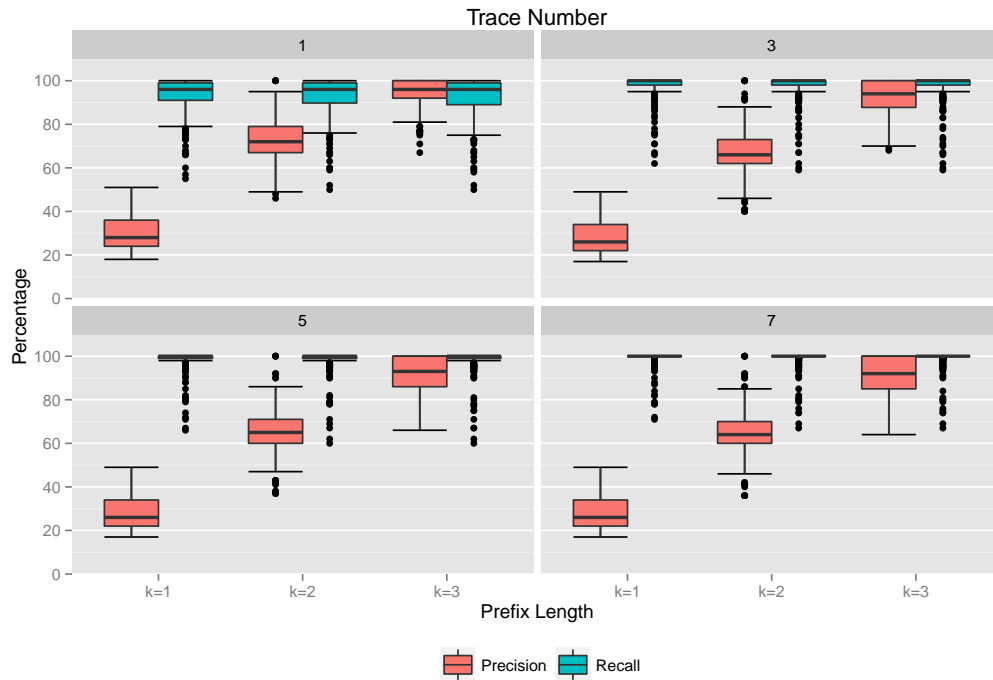 Trace Number
1
3
100
80
60
40
20
0
5
7
100
80
60
40
20
0
Percentage
k=1
k=2
k=3
k=1
k=2
k=3
Prefix Length
Precision
Recall